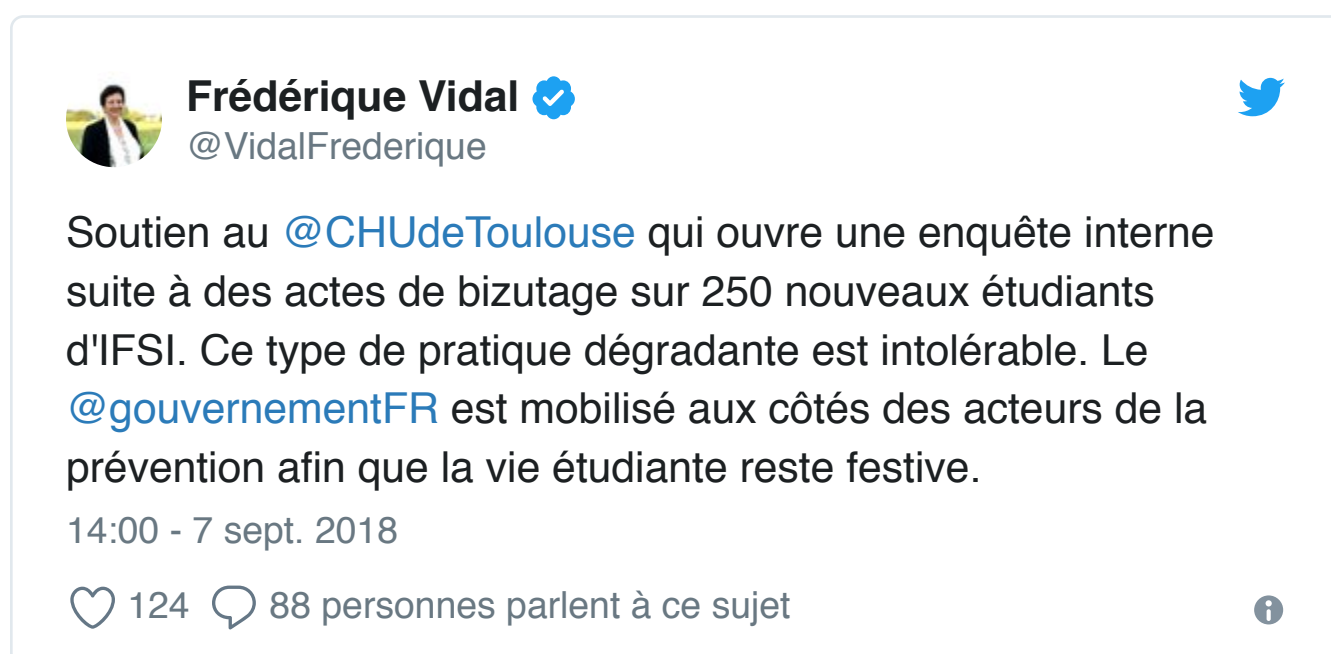 Frédérique Vidal
@VidalFrederique
Soutien au @CHUdeToulouse qui ouvre une enquête interne
suite à des actes de bizutage sur 250 nouveaux étudiants
d'IFSI. Ce type de pratique dégradante est intolérable. Le
@gouvernementFR est mobilisé aux côtés des acteurs de la
prévention afin que la vie étudiante reste festive.
14:00 - 7 sept. 2018
124 88 personnes parlent à ce sujet